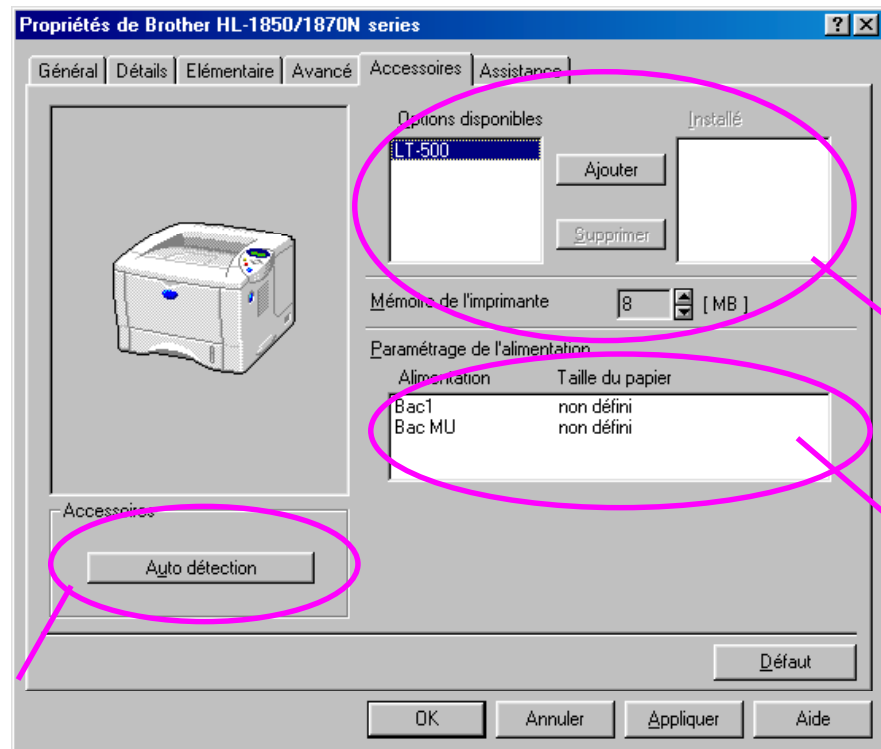 Propriétés de Brother HL-1850/1870N series
Général Détails Elémentaire Avancé Accessoires Assistance
Options disponibles Installé
LT-500
Ajouter
Supprimer
Mémoire de l'imprimante 8 [ MB ]
Paramétrage de l'alimentation
Alimentation Taille du papier
Bac1 non défini
Bac MU non défini
Accessoires
Auto détection
Défaut
OK Annuler Appliquer Aide